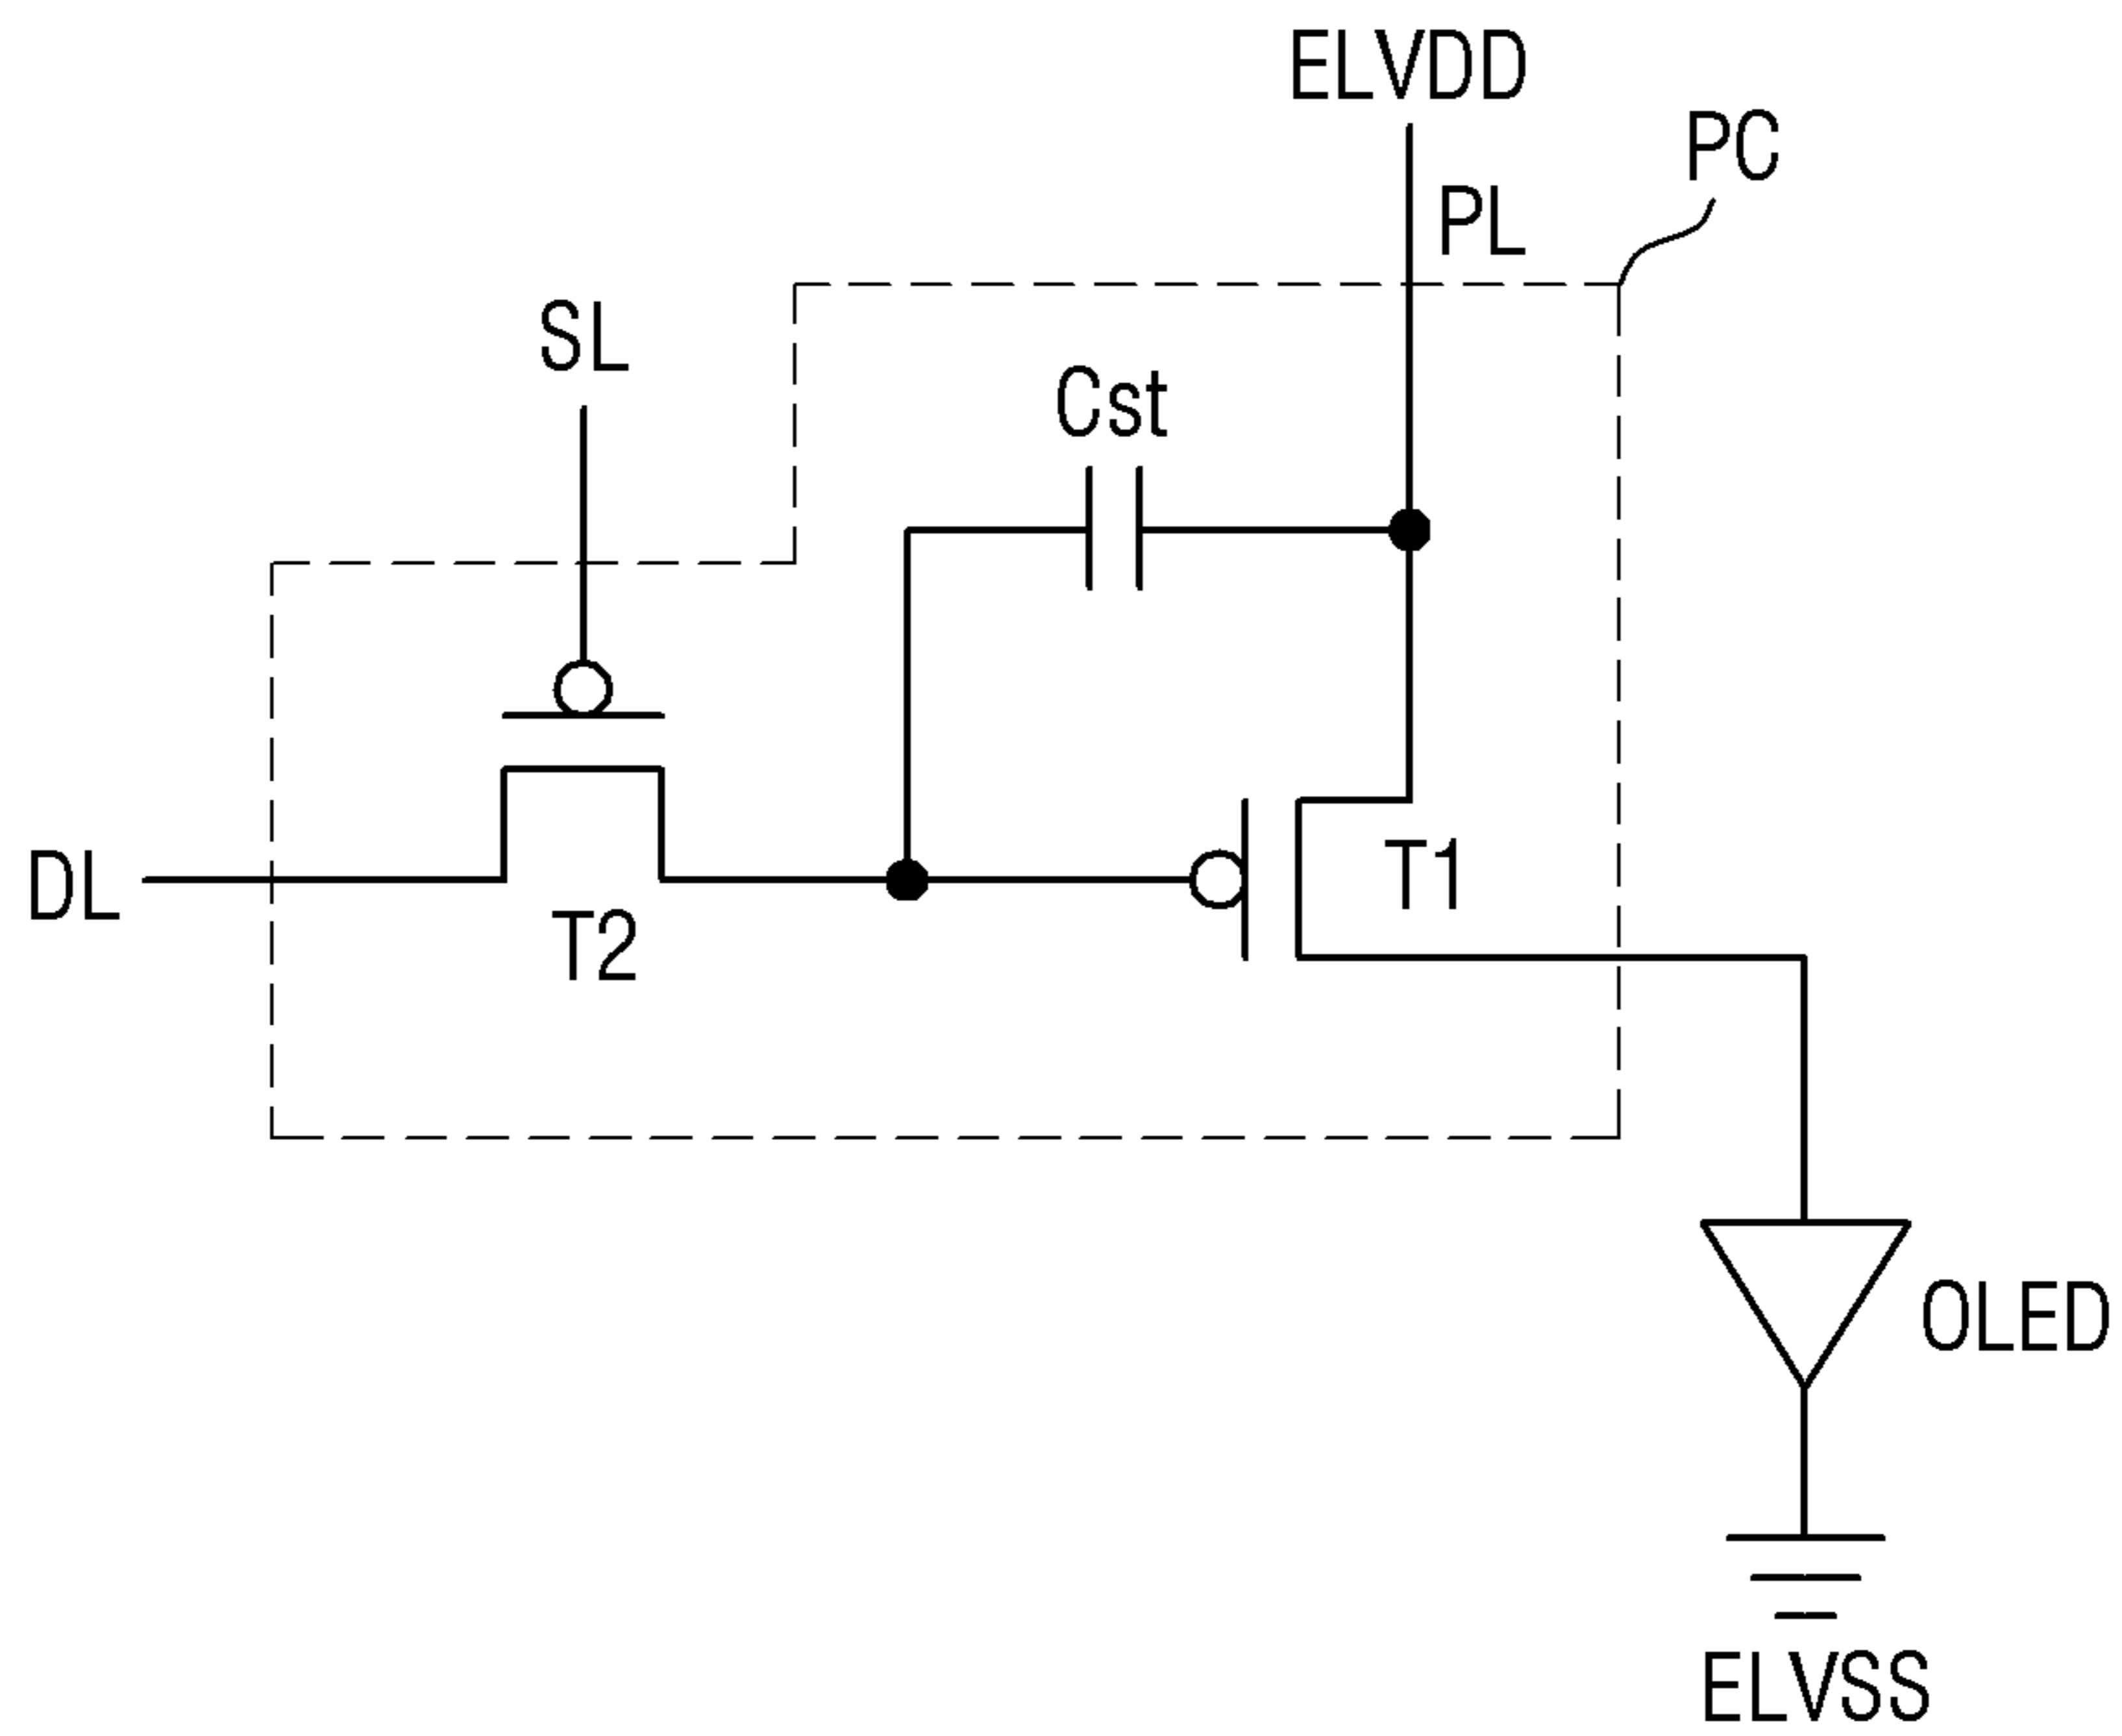 ELVDD
PC
PL
SL
Cst
T1
DL
T2
OLED
ELVSS